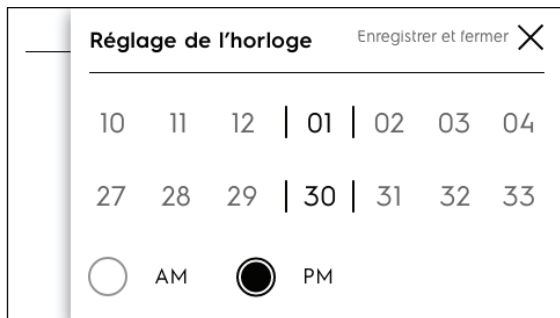 Réglage de l'horloge Enregistrer et fermer
10 11 12 01 02 03 04
27 28 29 30 31 32 33
AM PM